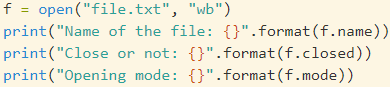 f = open("file.txt", "wb")
print("Name of the file: {}".format(f.name))
print("Close or not: {}".format(f.closed))
print("Opening mode: {}".format(f.mode))